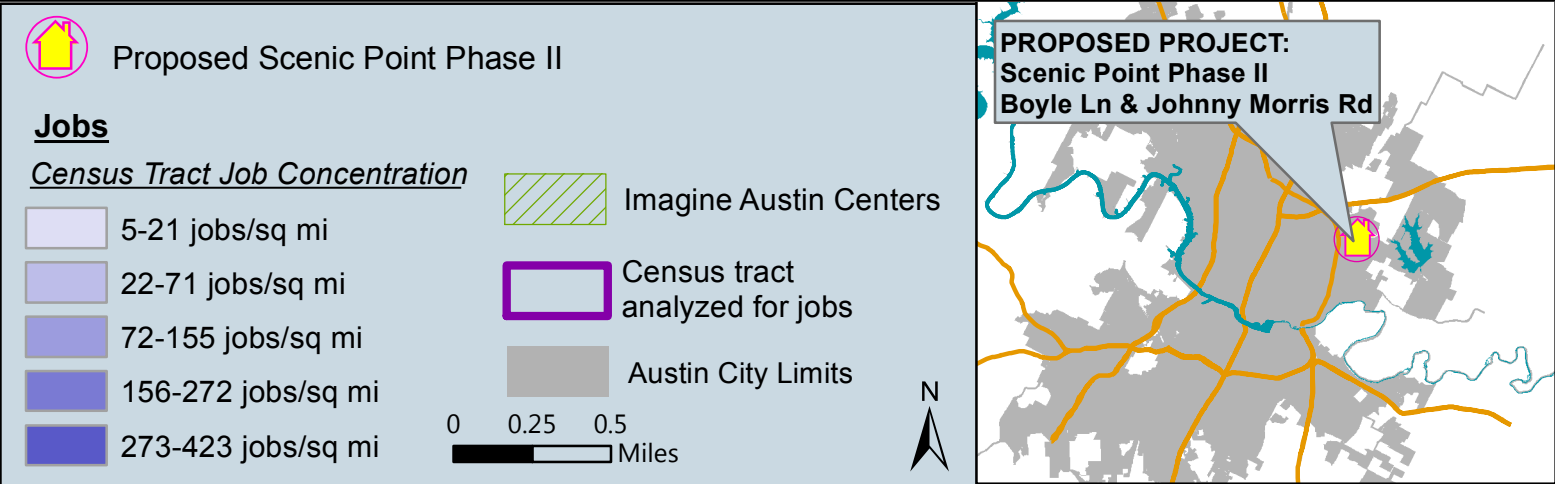 Proposed Scenic Point Phase II
Jobs
Census Tract Job Concentration
5-21 jobs/sq mi
22-71 jobs/sq mi
72-155 jobs/sq mi
156-272 jobs/sq mi
273-423 jobs/sq mi
Imagine Austin Centers
Census tract
analyzed for jobs
Austin City Limits
0 0.25 0.5
Miles
N
PROPOSED PROJECT:
Scenic Point Phase II
Boyle Ln & Johnny Morris Rd